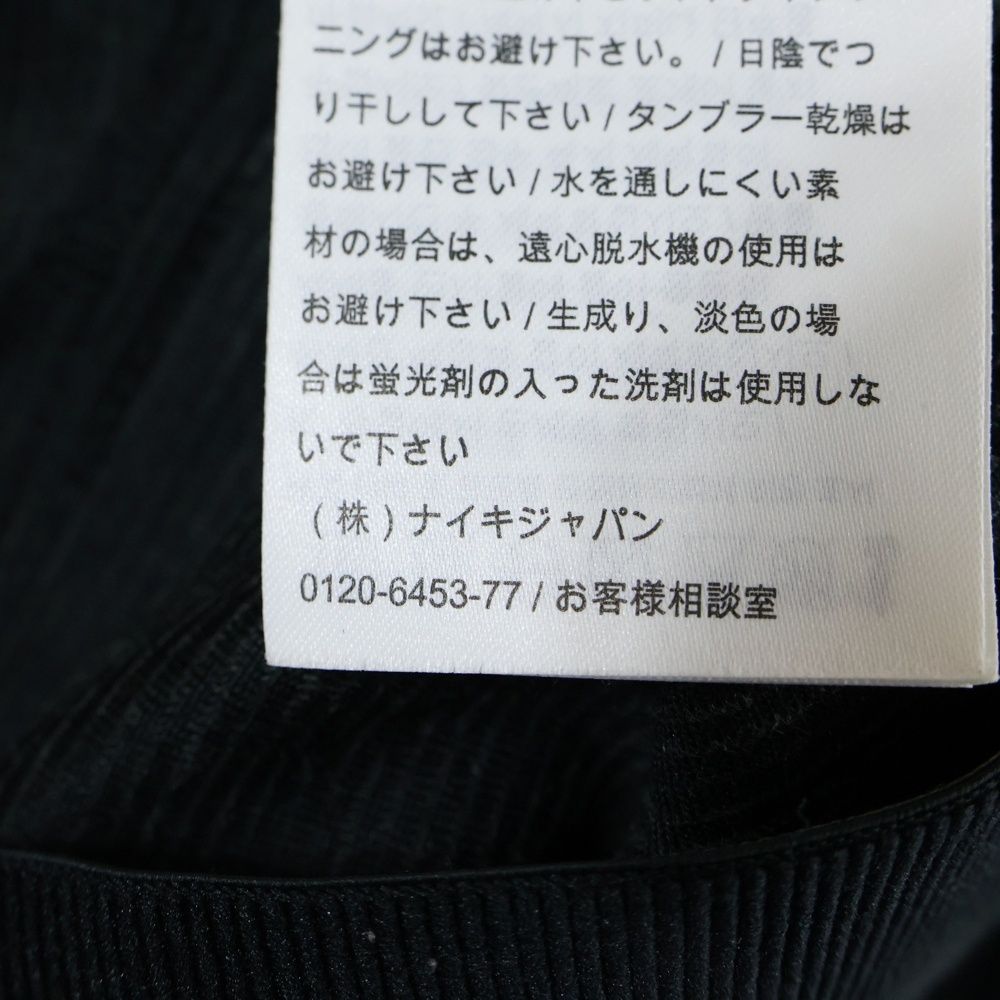 ニングはお避け下さい。/ 日陰でつ
り干しして下さい / タンブラー乾燥は
お避け下さい / 水を通しにくい素
材の場合は、遠心脱水機の使用は
お避け下さい / 生成り、淡色の場
合は蛍光剤の入った洗剤は使用しな
いで下さい
(株)ナイキジャパン
0120-6453-77 / お客様相談室